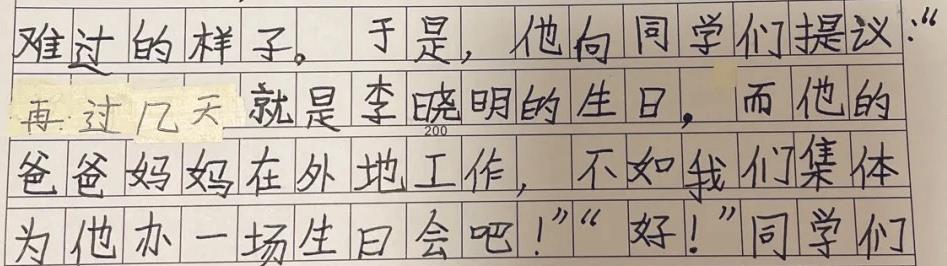 难过的样子。于是，他向同学们提议：“
再过几天就是李晓明的生日，而他的
200
爸爸妈妈在外地工作，不如我们集体
为他办一场生日会吧！”“好！”同学们